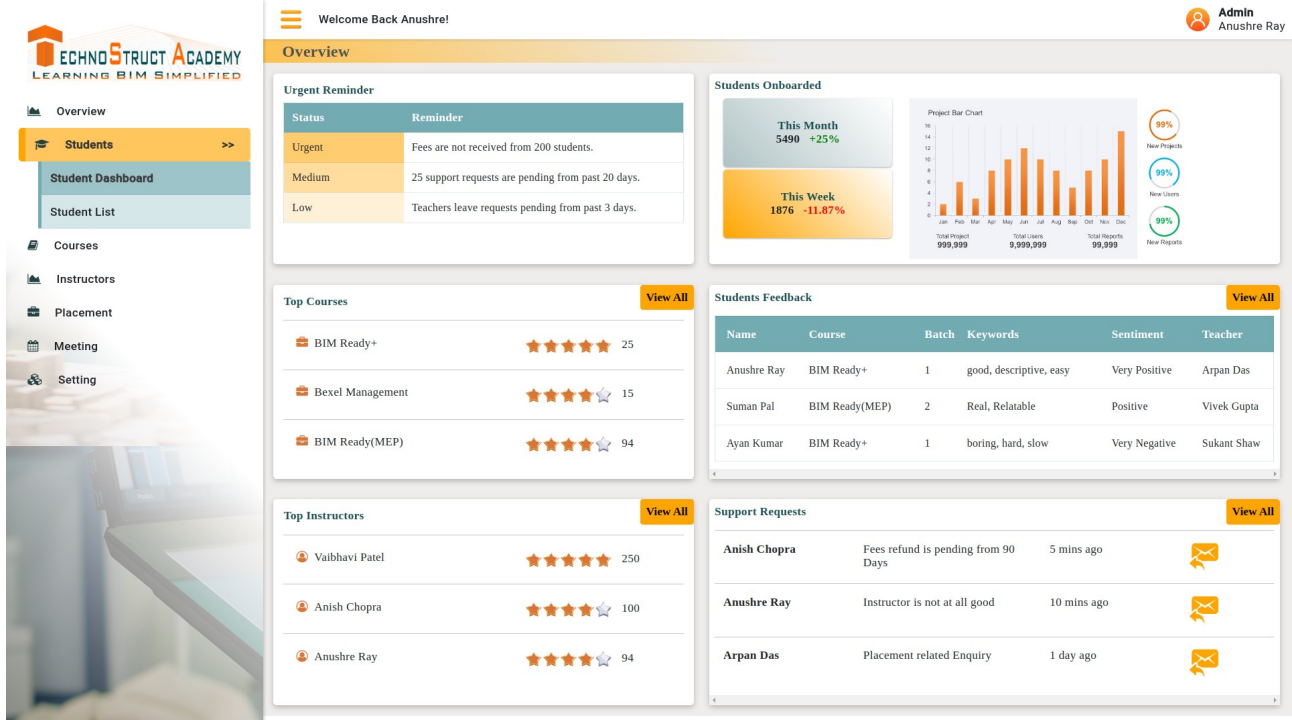 TECHNOSTRUCT ACADEMY
LEARNING BIM SIMPLIFIED
Overview
Students >>
Student Dashboard
Student List
Courses
Instructors
Placement
Meeting
Setting
Welcome Back Anushre!
Admin
Anushre Ray
Overview
Urgent Reminder
Status Reminder
Urgent Fees are not received from 200 students.
Medium 25 support requests are pending from past 20 days.
Low Teachers leave requests pending from past 3 days.
Students Onboarded
This Month
5490 +25%
This Week
1876 -11.87%
Project Bar Chart
16
14
12
10
8
6
4
2
0
Jan Feb Mar Apr May Jun Jul Aug Sep Oct Nov Dec
Total Project Total Users Total Reports
999,999 9,999,999 99,999
99%
New Projects
99%
New Users
99%
New Reports
Top Courses View All
BIM Ready+ 25
Bexel Management 15
BIM Ready(MEP) 94
Students Feedback View All
Name Course Batch Keywords Sentiment Teacher
Anushre Ray BIM Ready+ 1 good, descriptive, easy Very Positive Arpan Das
Suman Pal BIM Ready(MEP) 2 Real, Relatable Positive Vivek Gupta
Ayan Kumar BIM Ready+ 1 boring, hard, slow Very Negative Sukant Shaw
Top Instructors View All
Vaibhavi Patel 250
Anish Chopra 100
Anushre Ray 94
Support Requests View All
Anish Chopra Fees refund is pending from 90 5 mins ago
Days
Anushre Ray Instructor is not at all good 10 mins ago
Arpan Das Placement related Enquiry 1 day ago